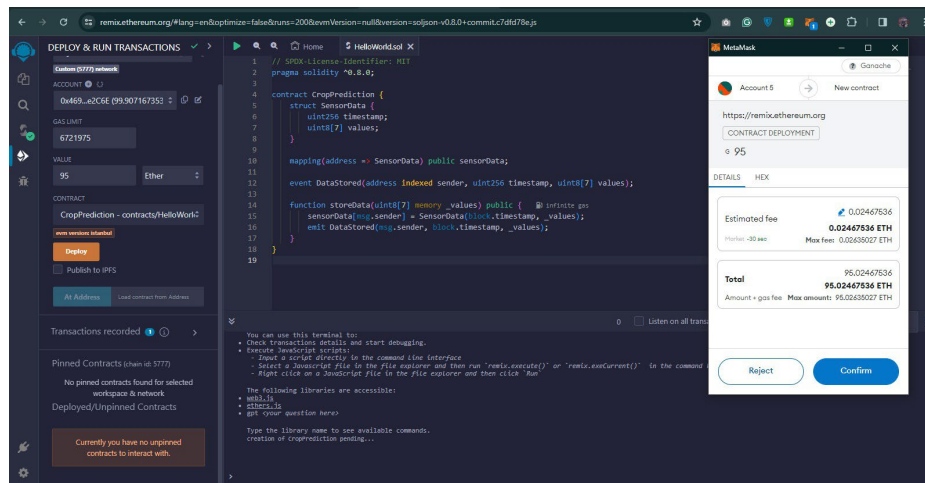 remix.ethereum.org/#lang=en&optimize=false&runs=200&evmVersion=null&version=soljson-v0.8.0+commit.c7dfd78e.js
DEPLOY & RUN TRANSACTIONS
Custom (5777) network
ACCOUNT
0x469...e2C6E (99.907167353
GAS LIMIT
6721975
VALUE
95
Ether
CONTRACT
CropPrediction - contracts/HelloWorl
evm version: istanbul
Deploy
Publish to IPFS
At Address
Load contract from Address
Transactions recorded 1
Pinned Contracts (chain id: 5777)
No pinned contracts found for selected
workspace & network
Deployed/Unpinned Contracts
Currently you have no unpinned
contracts to interact with.
Home
HelloWorld.sol
1 // SPDX-License-Identifier: MIT
2 pragma solidity ^0.8.0;
3
4 contract CropPrediction {
5 struct SensorData {
6 uint256 timestamp;
7 uint8[7] values;
8 }
9
10 mapping(address => SensorData) public sensorData;
11
12 event DataStored(address indexed sender, uint256 timestamp, uint8[7] values);
13
14 function storeData(uint8[7] memory _values) public { infinite gas
15 sensorData[msg.sender] = SensorData(block.timestamp, _values);
16 emit DataStored(msg.sender, block.timestamp, _values);
17 }
18 }
19
0
Listen on all trans
You can use this terminal to:
• Check transactions details and start debugging.
• Execute JavaScript scripts:
- Input a script directly in the command line interface
- Select a Javascript file in the file explorer and then run `remix.execute()` or `remix.exeCurrent()` in the command
- Right click on a JavaScript file in the file explorer and then click `Run`
The following libraries are accessible:
• web3.js
• ethers.js
• gpt <your question here>
Type the library name to see available commands.
creation of CropPrediction pending...
>
MetaMask
Ganache
Account 5
New contract
https://remix.ethereum.org
CONTRACT DEPLOYMENT
G 95
DETAILS
HEX
Estimated fee
0.02467536
0.02467536 ETH
Market ~30 sec
Max fee: 0.02635027 ETH
Total
95.02467536
95.02467536 ETH
Amount + gas fee
Max amount: 95.02635027 ETH
Reject
Confirm